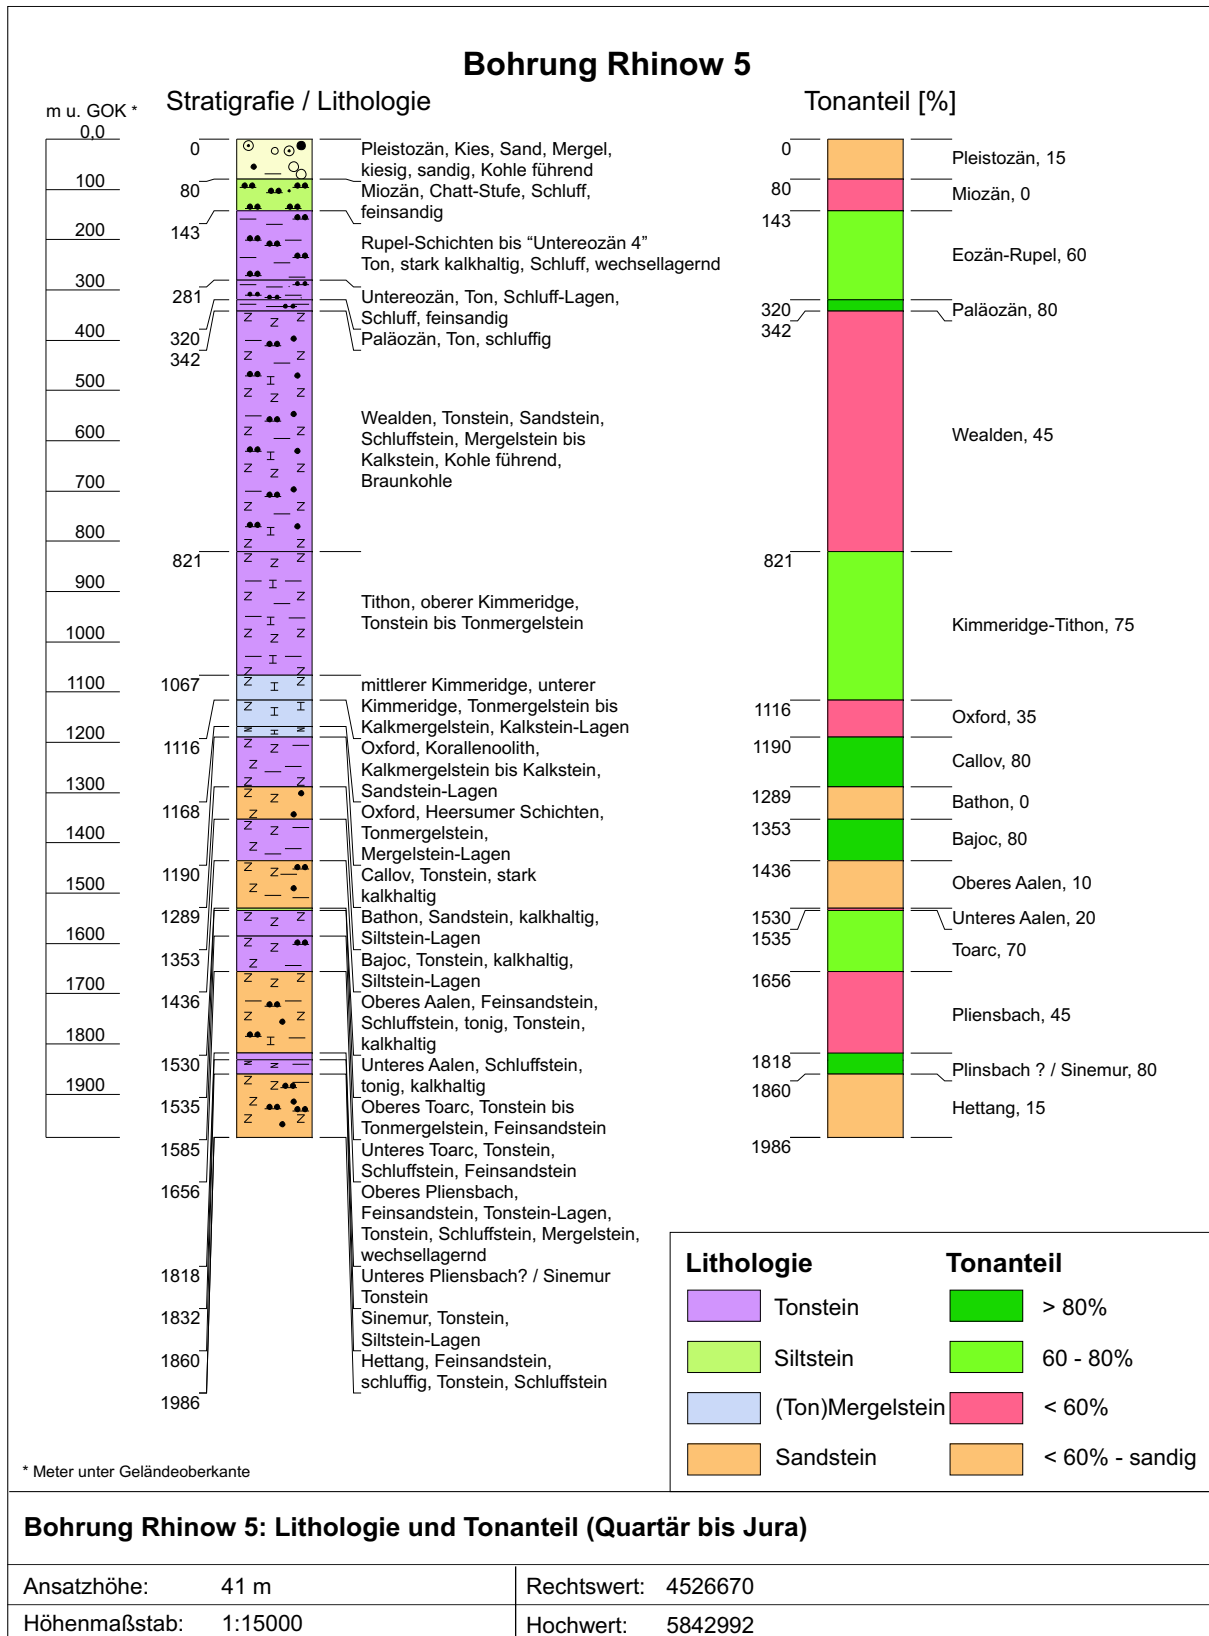 Bohrung Rhinow 5
Stratigrafie / Lithologie
Tonanteil [%]
m u. GOK *
0,0
100
200
300
400
500
600
700
800
900
1000
1100
1200
1300
1400
1500
1600
1700
1800
1900
0
80
143
281
320
342
821
1067
1116
1168
1190
1289
1353
1436
1530
1535
1585
1656
1818
1832
1860
1986
Pleistozän, Kies, Sand, Mergel,
kiesig, sandig, Kohle führend
Miozän, Chatt-Stufe, Schluff,
feinsandig
Rupel-Schichten bis “Untereozän 4”
Ton, stark kalkhaltig, Schluff, wechsellagernd
Untereozän, Ton, Schluff-Lagen,
Schluff, feinsandig
Paläozän, Ton, schluffig
Wealden, Tonstein, Sandstein,
Schluffstein, Mergelstein bis
Kalkstein, Kohle führend,
Braunkohle
Tithon, oberer Kimmeridge,
Tonstein bis Tonmergelstein
mittlerer Kimmeridge, unterer
Kimmeridge, Tonmergelstein bis
Kalkmergelstein, Kalkstein-Lagen
Oxford, Korallenoolith,
Kalkmergelstein bis Kalkstein,
Sandstein-Lagen
Oxford, Heersumer Schichten,
Tonmergelstein,
Mergelstein-Lagen
Callov, Tonstein, stark
kalkhaltig
Bathon, Sandstein, kalkhaltig,
Siltstein-Lagen
Bajoc, Tonstein, kalkhaltig,
Siltstein-Lagen
Oberes Aalen, Feinsandstein,
Schluffstein, tonig, Tonstein,
kalkhaltig
Unteres Aalen, Schluffstein,
tonig, kalkhaltig
Oberes Toarc, Tonstein bis
Tonmergelstein, Feinsandstein
Unteres Toarc, Tonstein,
Schluffstein, Feinsandstein
Oberes Pliensbach,
Feinsandstein, Tonstein-Lagen,
Tonstein, Schluffstein, Mergelstein,
wechsellagernd
Unteres Pliensbach? / Sinemur
Tonstein
Sinemur, Tonstein,
Siltstein-Lagen
Hettang, Feinsandstein,
schluffig, Tonstein, Schluffstein
0
80
143
320
342
821
1116
1190
1289
1353
1436
1530
1535
1656
1818
1860
1986
Pleistozän, 15
Miozän, 0
Eozän-Rupel, 60
Paläozän, 80
Wealden, 45
Kimmeridge-Tithon, 75
Oxford, 35
Callov, 80
Bathon, 0
Bajoc, 80
Oberes Aalen, 10
Unteres Aalen, 20
Toarc, 70
Pliensbach, 45
Plinsbach ? / Sinemur, 80
Hettang, 15
Lithologie
Tonstein
Siltstein
(Ton)Mergelstein
Sandstein
Tonanteil
> 80%
60 - 80%
< 60%
< 60% - sandig
* Meter unter Geländeoberkante
Bohrung Rhinow 5: Lithologie und Tonanteil (Quartär bis Jura)
Ansatzhöhe: 41 m
Rechtswert: 4526670
Höhenmaßstab: 1:15000
Hochwert: 5842992